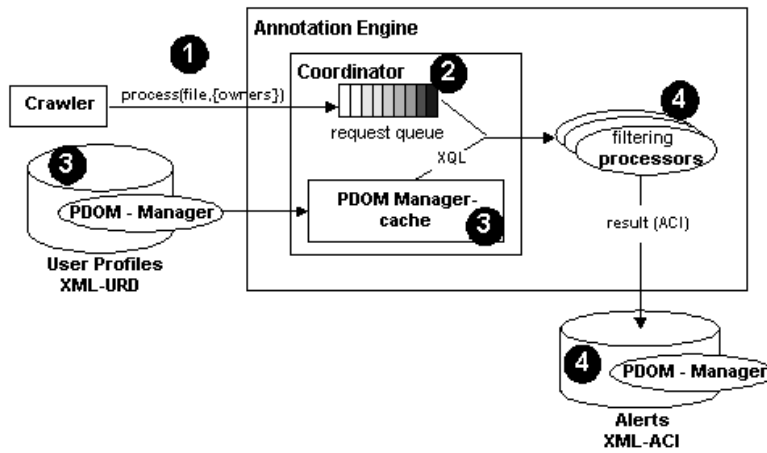 Annotation Engine
1
Coordinator
2
Crawler
process(file,{owners})
4
request queue
filtering
processors
XQL
3
PDOM - Manager
PDOM Manager-
cache
3
result (ACI)
User Profiles
XML-URD
4
PDOM - Manager
Alerts
XML-ACI